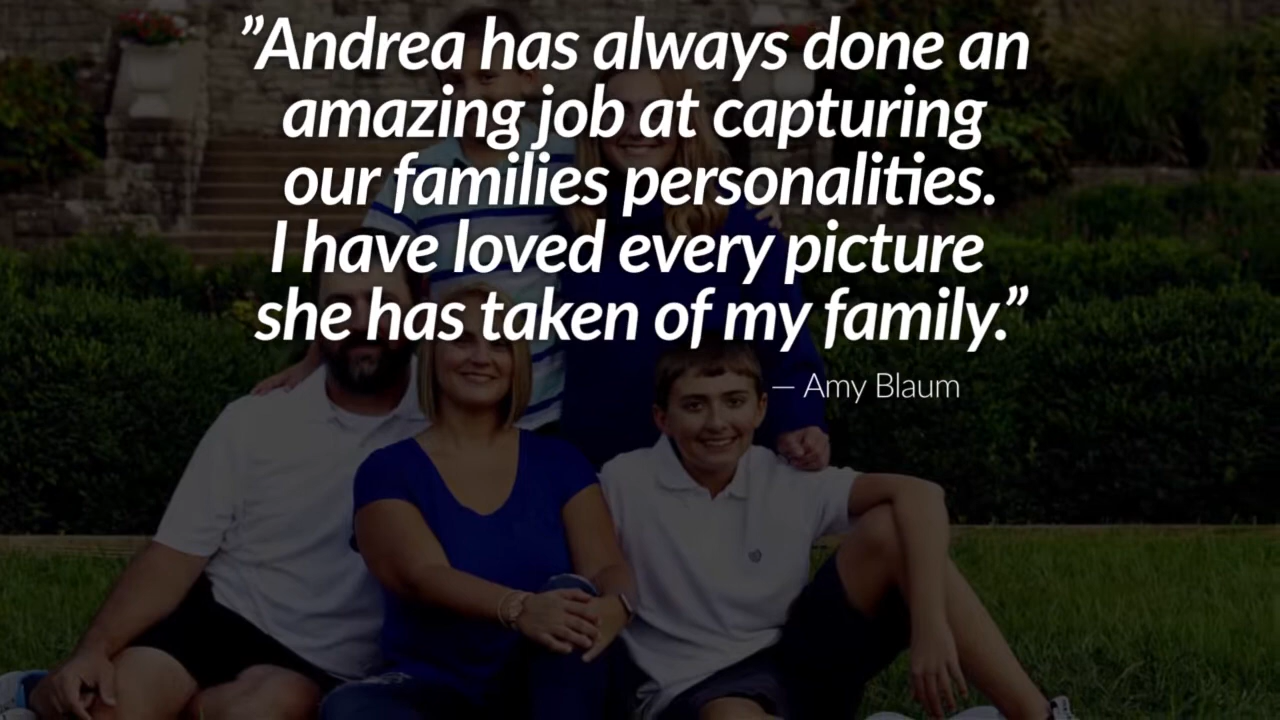 ”Andrea has always done an
amazing job at capturing
our families personalities.
I have loved every picture
she has taken of my family.”
— Amy Blaum